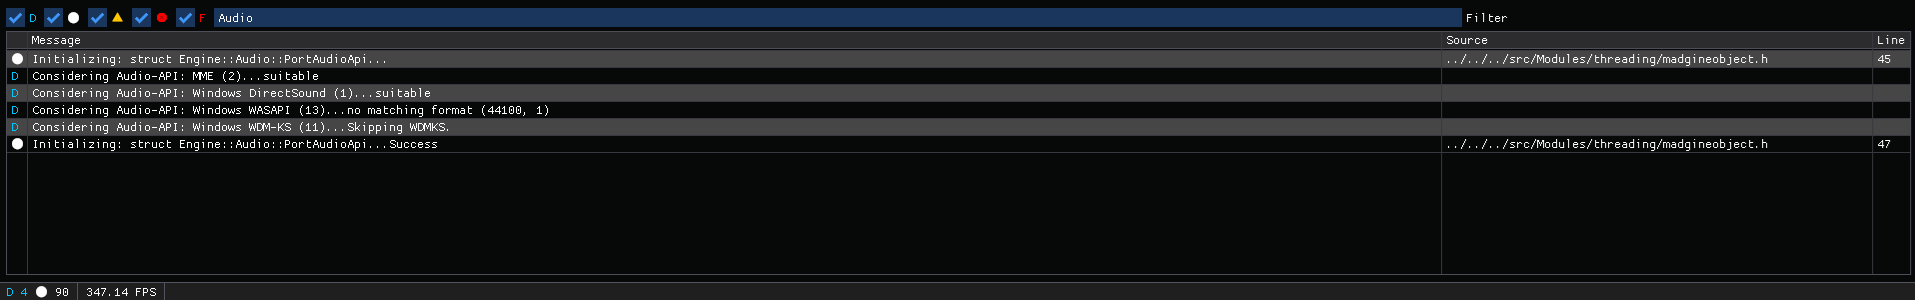 D F Audio Filter
Message Source Line
Initializing: struct Engine::Audio::PortAudioApi... ../../../src/Modules/threading/madgineobject.h 45
D Considering Audio-API: MME (2)...suitable
D Considering Audio-API: Windows DirectSound (1)...suitable
D Considering Audio-API: Windows WASAPI (13)...no matching format (44100, 1)
D Considering Audio-API: Windows WDM-KS (11)...Skipping WDMKS.
Initializing: struct Engine::Audio::PortAudioApi...Success ../../../src/Modules/threading/madgineobject.h 47
D 4 90 347.14 FPS